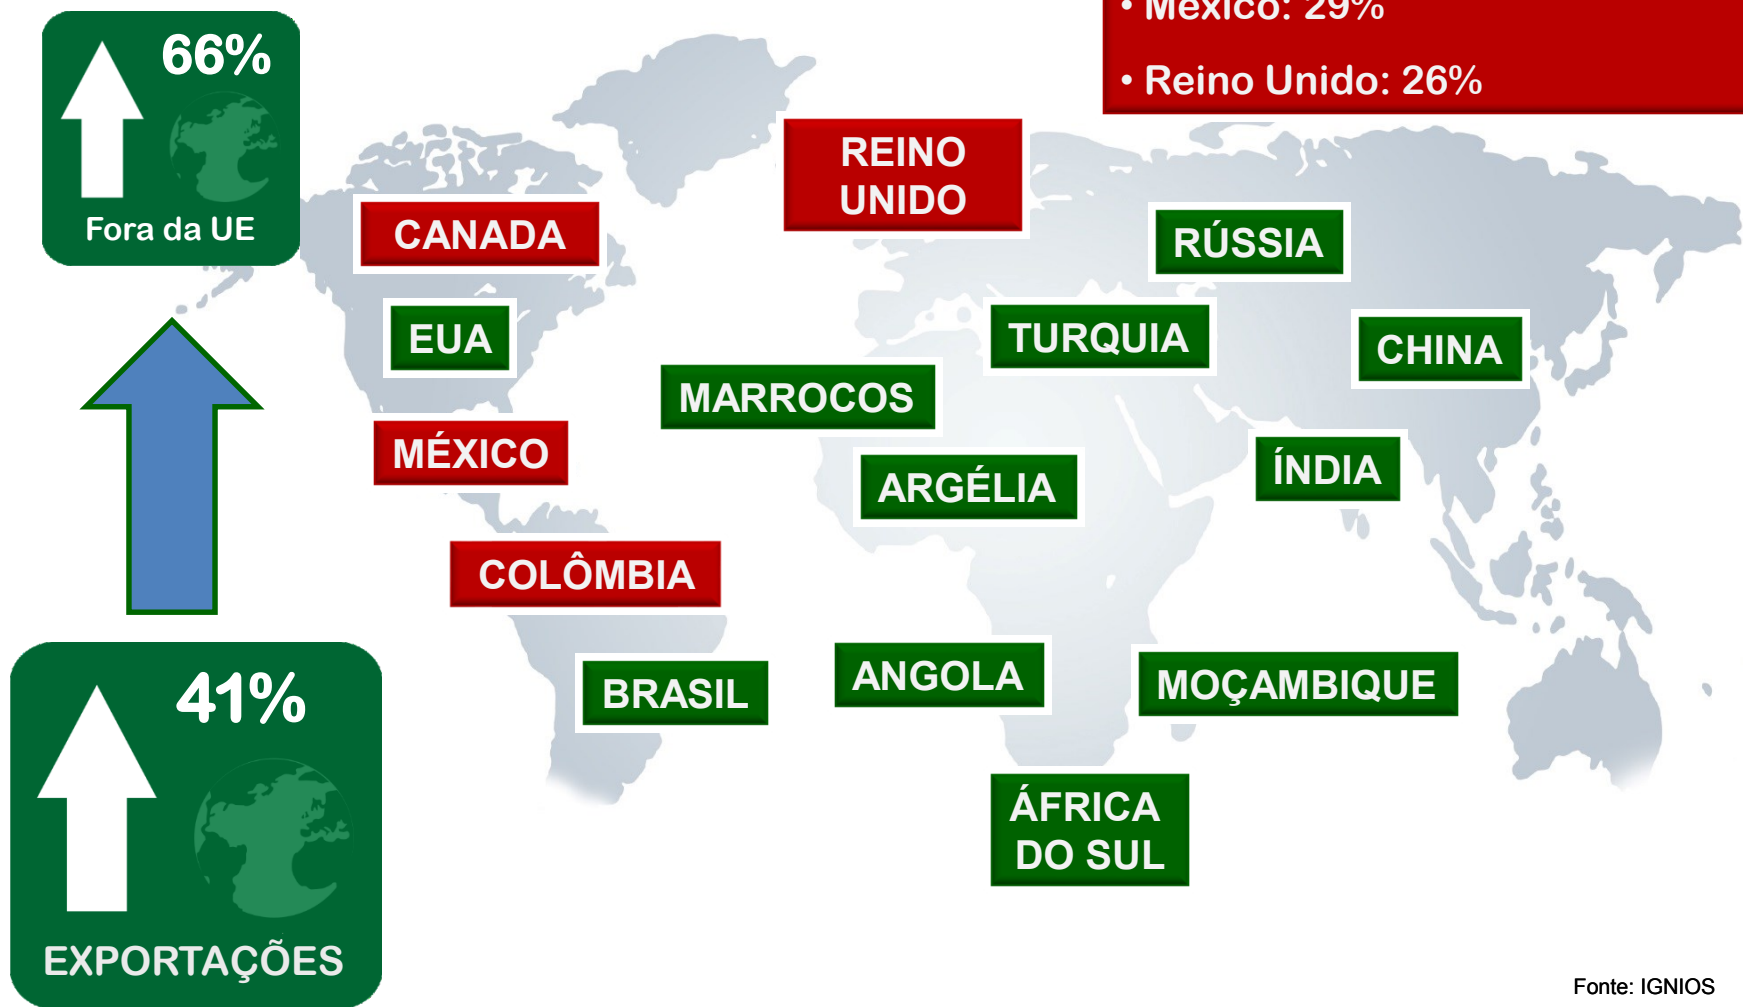 66%
Fora da UE
• México: 29%
• Reino Unido: 26%
REINO
UNIDO
CANADA
RÚSSIA
EUA
TURQUIA
CHINA
MARROCOS
MÉXICO
ARGÉLIA
ÍNDIA
COLÔMBIA
BRASIL
ANGOLA
MOÇAMBIQUE
ÁFRICA
DO SUL
41%
EXPORTAÇÕES
Fonte: IGNIOS